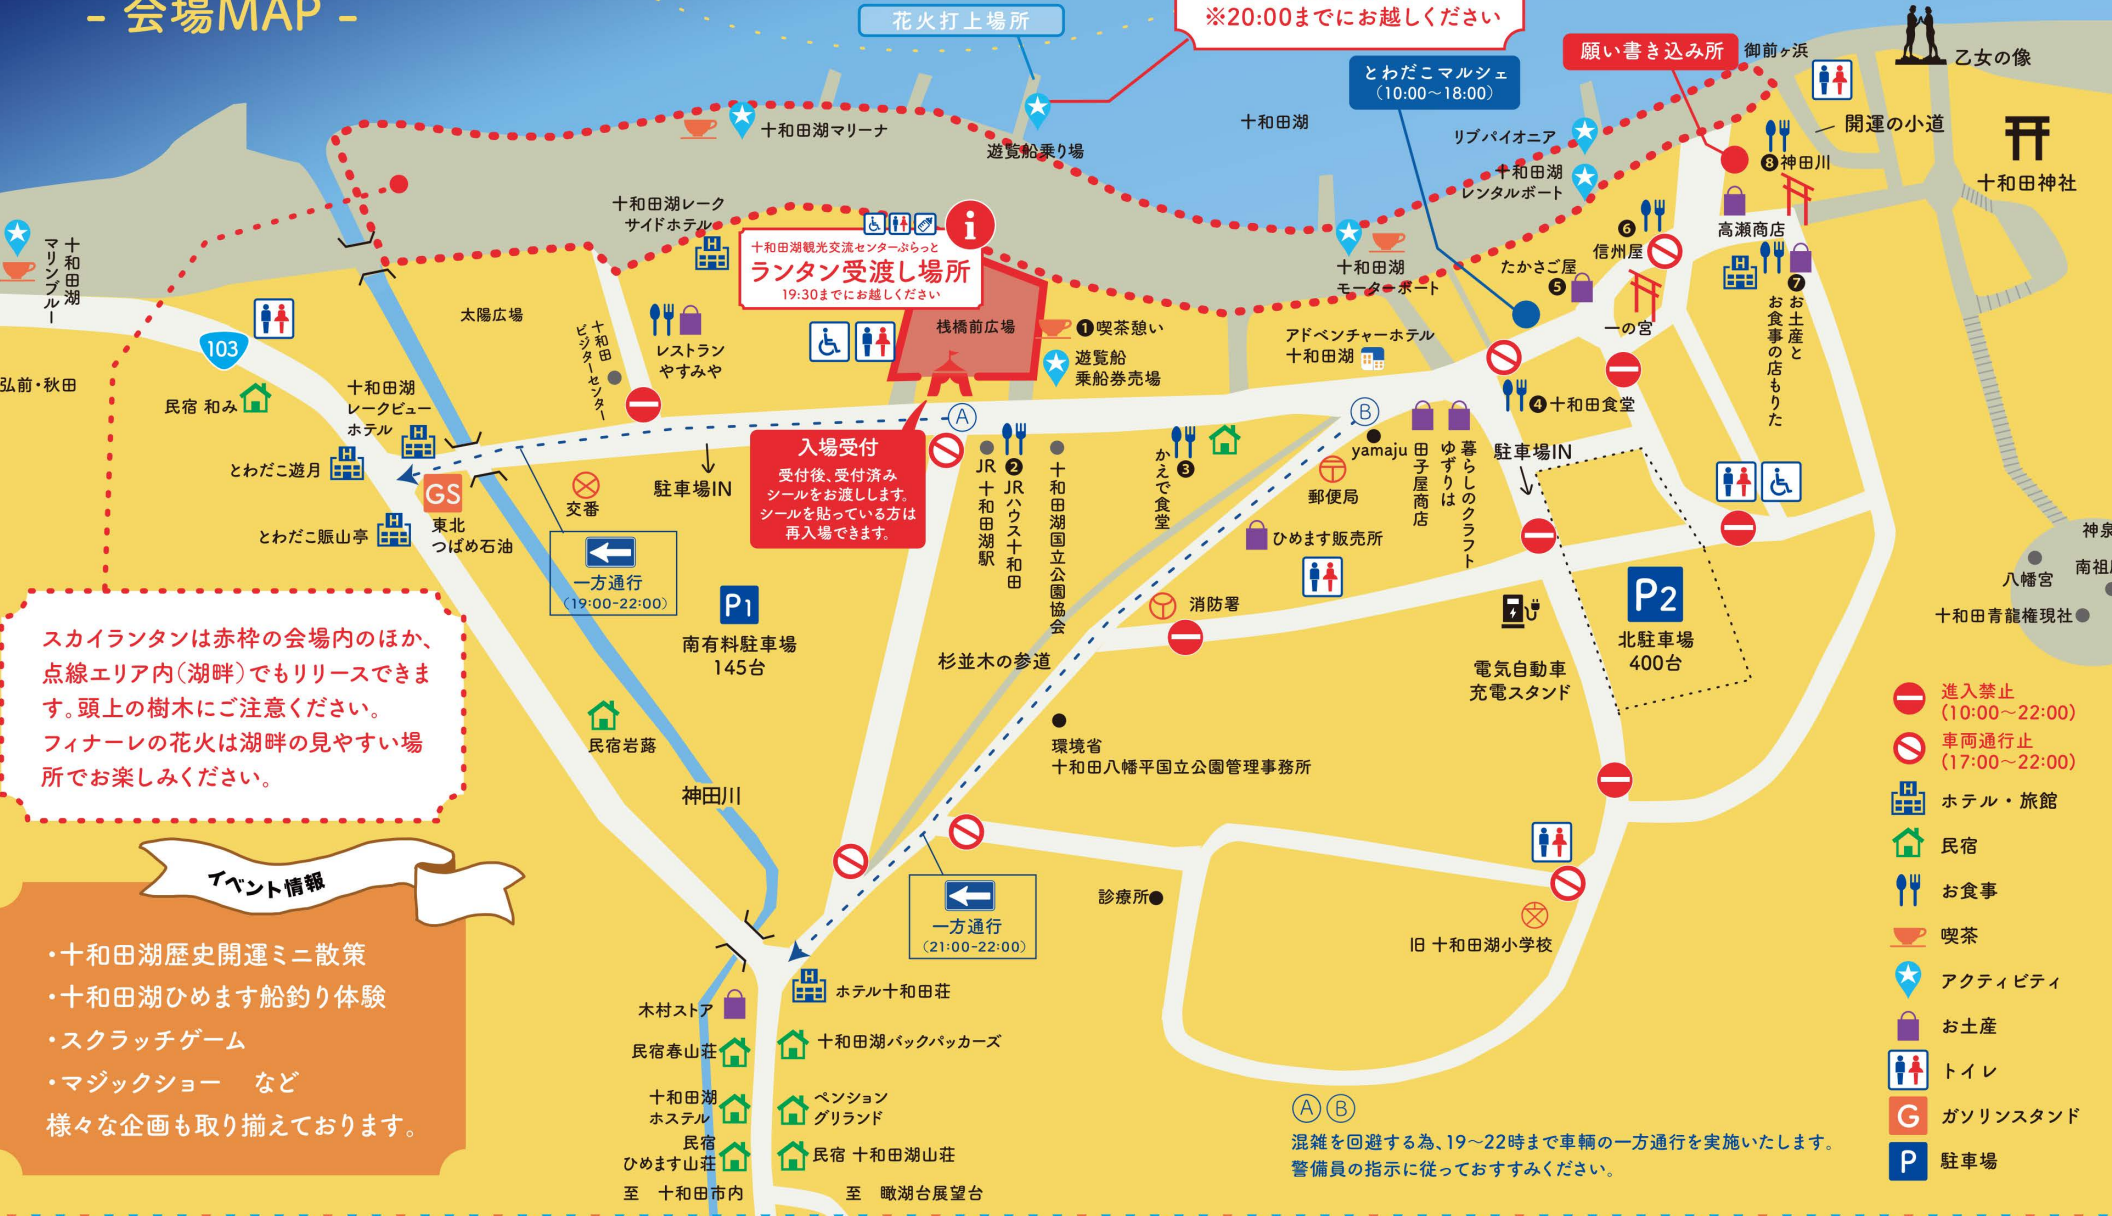 - 会場MAP -
花火打上場所
※20:00までにお越しください
とわだこマルシェ
(10:00～18:00)
願い書き込み所
御前ヶ浜
乙女の像
開運の小道
❽神田川
十和田神社
十和田湖
リブパイオニア
十和田湖
レンタルボート
十和田湖マリーナ
遊覧船乗り場
十和田湖レーク
サイドホテル
十和田湖観光交流センターぷらっと
ランタン受渡し場所
19:30までにお越しください
i
十和田湖
モーターボート
❻
信州屋
高瀬商店
たかさご屋
❺
一の宮
❼
お土産と
お食事の店もりた
十和田湖
マリンブルー
103
弘前・秋田
民宿 和み
太陽広場
十和田
ビジターセンター
レストラン
やすみや
桟橋前広場
❶喫茶憩い
遊覧船
乗船券売場
アドベンチャーホテル
十和田湖
❹十和田食堂
十和田湖
レークビュー
ホテル
とわだこ遊月
とわだこ賑山亭
GS
東北
つばめ石油
交番
駐車場IN
A
入場受付
受付後、受付済み
シールをお渡しします。
シールを貼っている方は
再入場できます。
JR十和田湖駅
❷
JRハウス十和田
十和田湖国立公園協会
かえで食堂
❸
B
yamaju
郵便局
田子屋商店
暮らしのクラフト
ゆずりは
駐車場IN
ひめます販売所
消防署
一方通行
(19:00-22:00)
P1
南有料駐車場
145台
杉並木の参道
電気自動車
充電スタンド
P2
北駐車場
400台
神泉
八幡宮
南祖
十和田青龍権現社
スカイランタンは赤枠の会場内のほか、
点線エリア内(湖畔)でもリリースできま
す。頭上の樹木にご注意ください。
フィナーレの花火は湖畔の見やすい場
所でお楽しみください。
民宿岩蕗
神田川
環境省
十和田八幡平国立公園管理事務所
診療所
一方通行
(21:00-22:00)
旧 十和田湖小学校
イベント情報
・十和田湖歴史開運ミニ散策
・十和田湖ひめます船釣り体験
・スクラッチゲーム
・マジックショー　など
様々な企画も取り揃えております。
ホテル十和田荘
木村ストア
民宿春山荘
十和田湖バックパッカーズ
十和田湖
ホステル
ペンション
グリランド
民宿
ひめます山荘
民宿 十和田湖山荘
至　十和田市内
至　瞰湖台展望台
A B
混雑を回避する為、19～22時まで車輌の一方通行を実施いたします。
警備員の指示に従っておすすみください。
進入禁止
(10:00～22:00)
車両通行止
(17:00～22:00)
H ホテル・旅館
民宿
お食事
喫茶
アクティビティ
お土産
トイレ
G ガソリンスタンド
P 駐車場